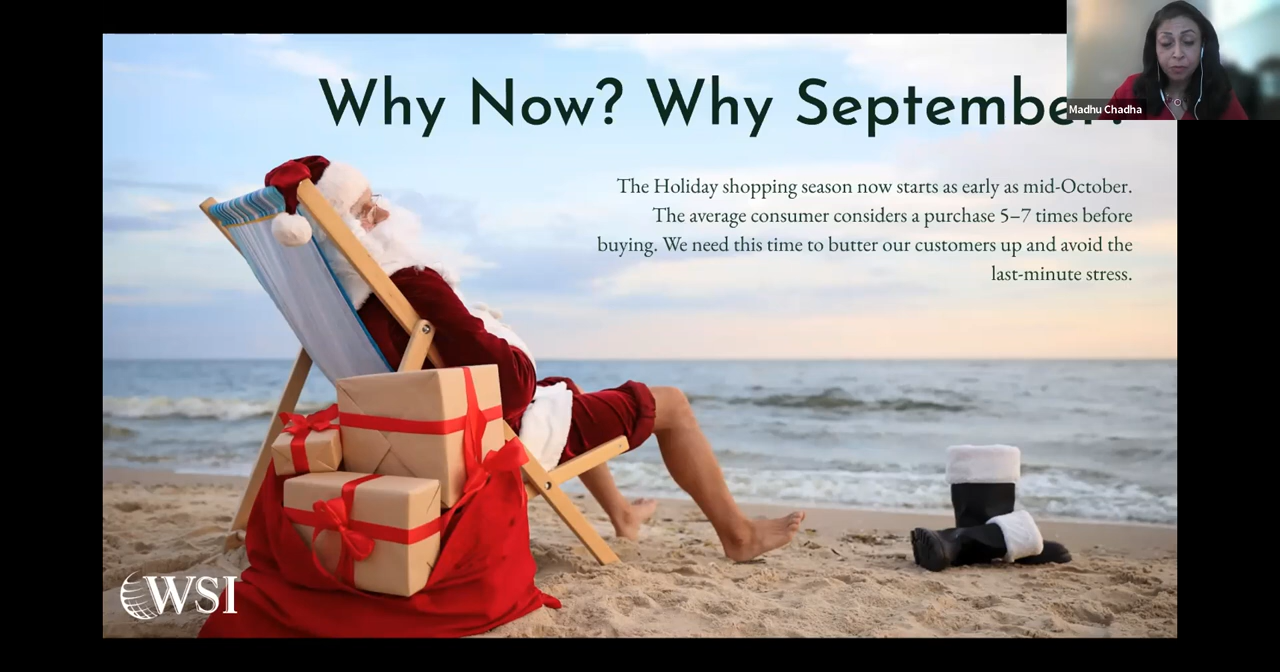 Why Now? Why September?
Madhu Chadha
The Holiday shopping season now starts as early as mid-October.
The average consumer considers a purchase 5–7 times before
buying. We need this time to butter our customers up and avoid the
last-minute stress.
WSI